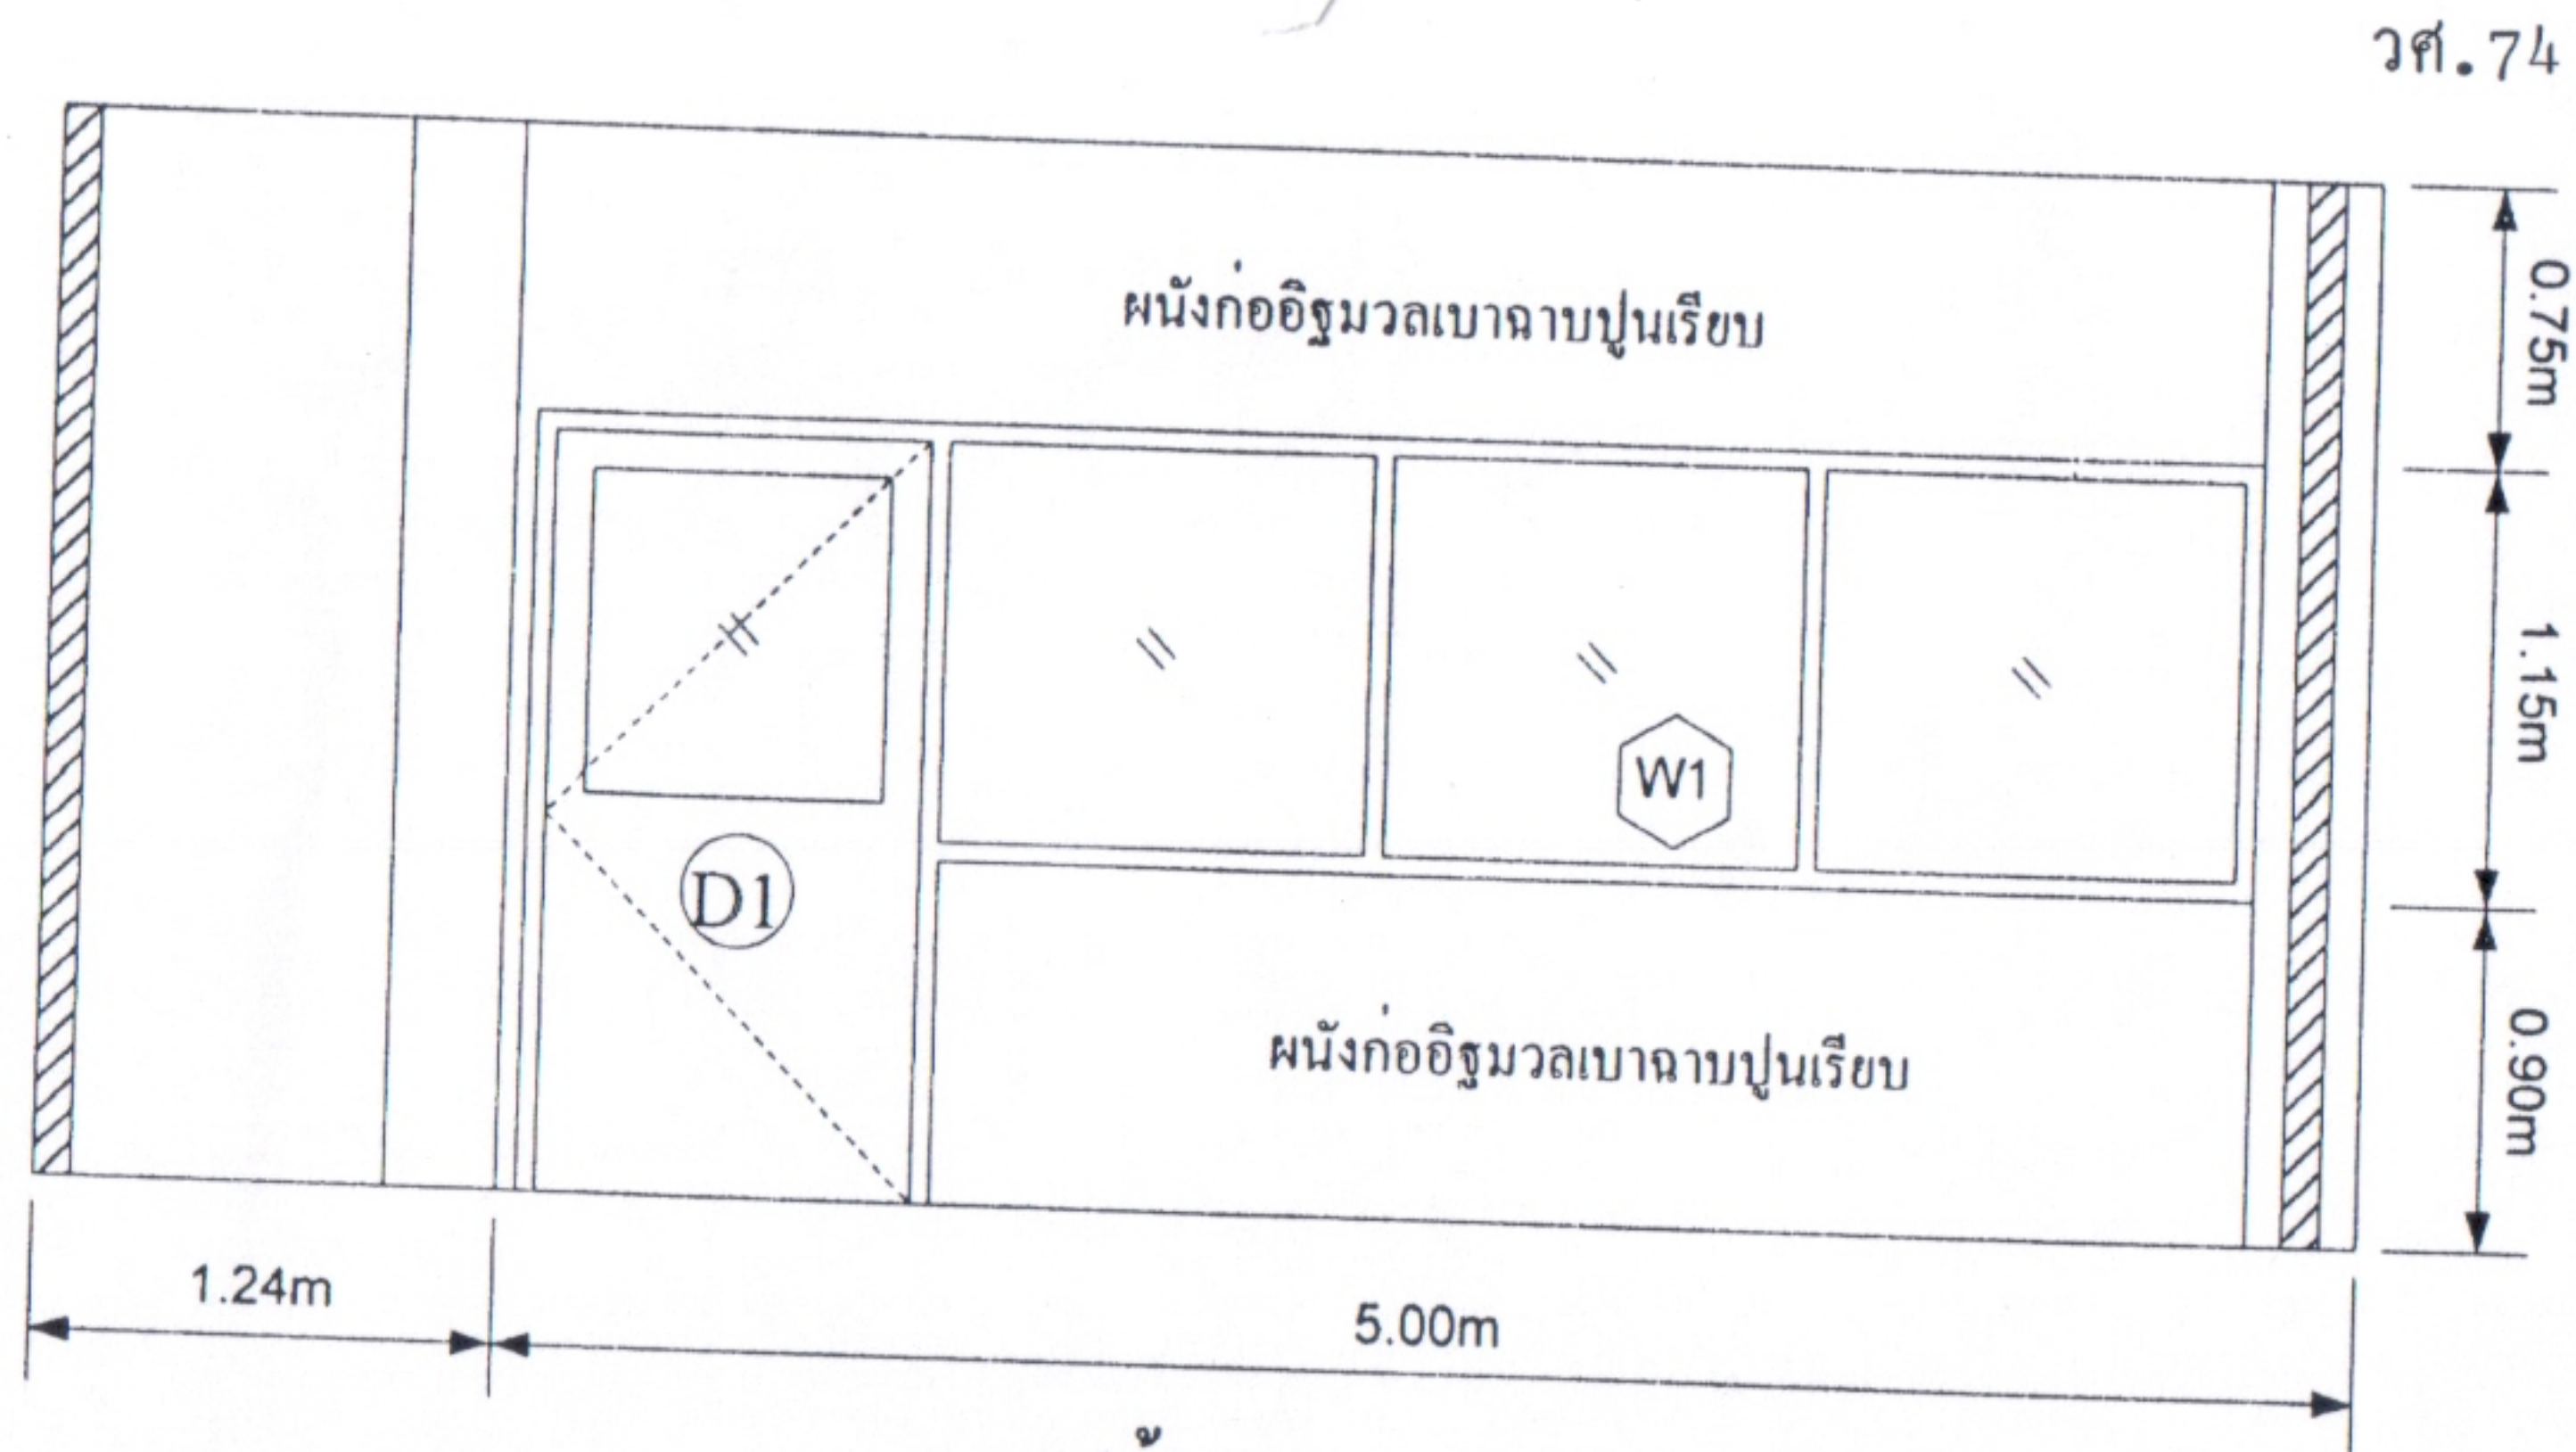 วศ.74
ผนังก่ออิฐมวลเบาฉาบปูนเรียบ
0.75m
1.15m
W1
D1
ผนังก่ออิฐมวลเบาฉาบปูนเรียบ
0.90m
1.24m
5.00m